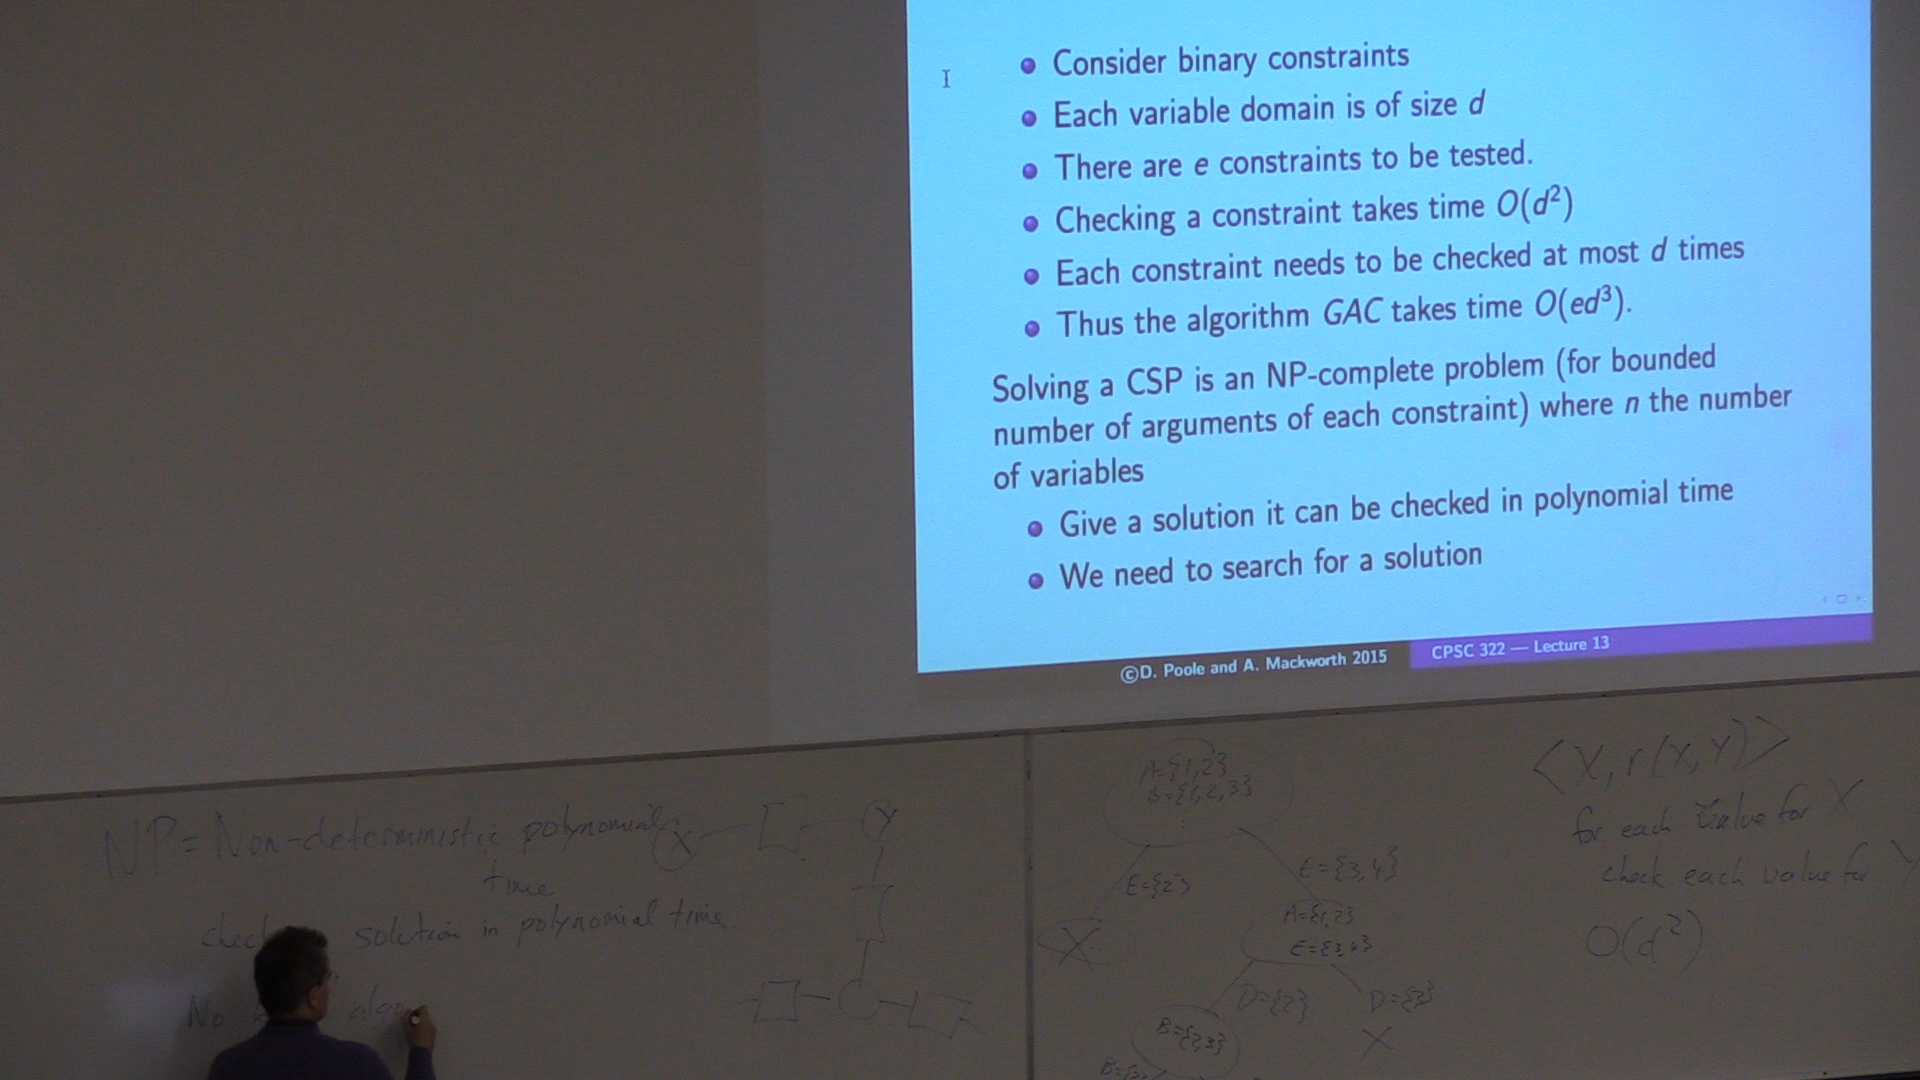 Consider binary constraints
Each variable domain is of size d
There are e constraints to be tested.
Checking a constraint takes time O(d²)
Each constraint needs to be checked at most d times
Thus the algorithm GAC takes time O(ed³).
Solving a CSP is an NP-complete problem (for bounded
number of arguments of each constraint) where n the number
of variables
Give a solution it can be checked in polynomial time
We need to search for a solution
©D. Poole and A. Mackworth 2015
CPSC 322 — Lecture 13
NP = Non-deterministic polynomial
time
solution in polynomial time.
No
X
Y
A={1,2}
B={1,2,3}
E={2}
E={3,4}
X
A={1,2}
E={3,4}
D={2}
D={3}
B={2,3}
X
<X, r(X,Y)>
for each value for X
check each value for Y
O(d²)